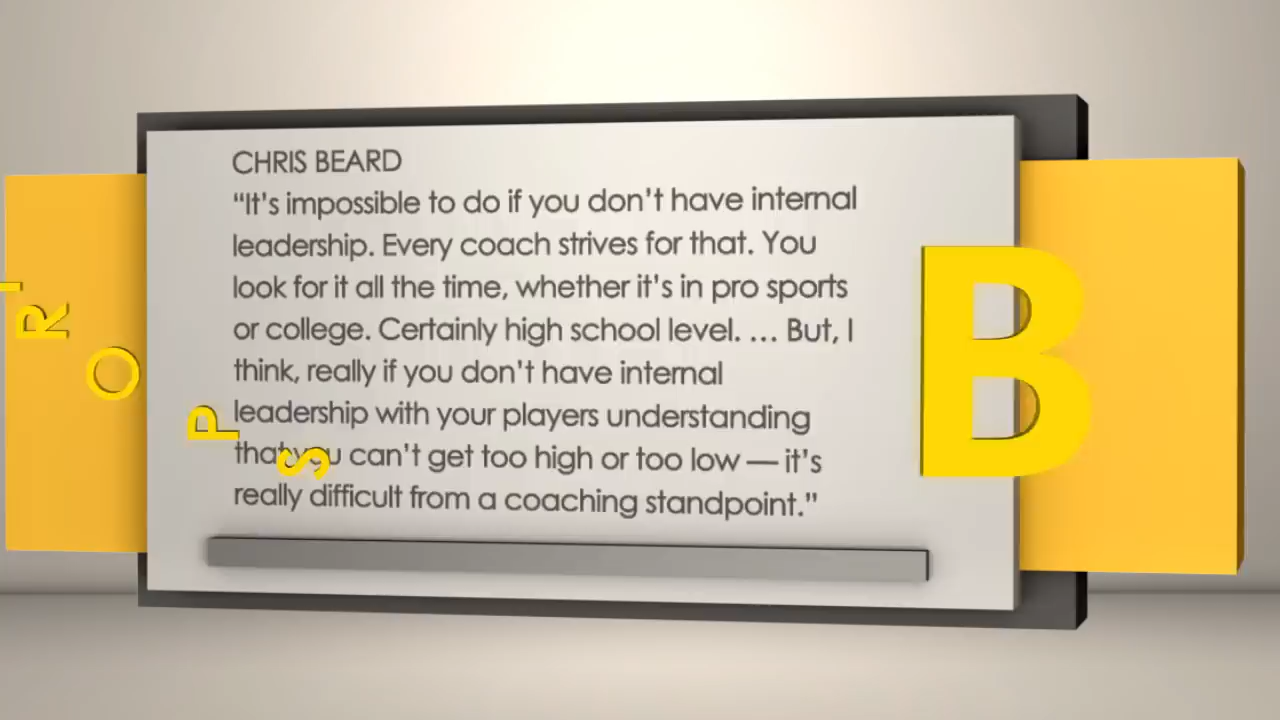 CHRIS BEARD
“It’s impossible to do if you don’t have internal
leadership. Every coach strives for that. You
look for it all the time, whether it’s in pro sports
or college. Certainly high school level. … But, I
think, really if you don’t have internal
leadership with your players understanding
that you can’t get too high or too low — it’s
really difficult from a coaching standpoint.”
B
S
P
O
R